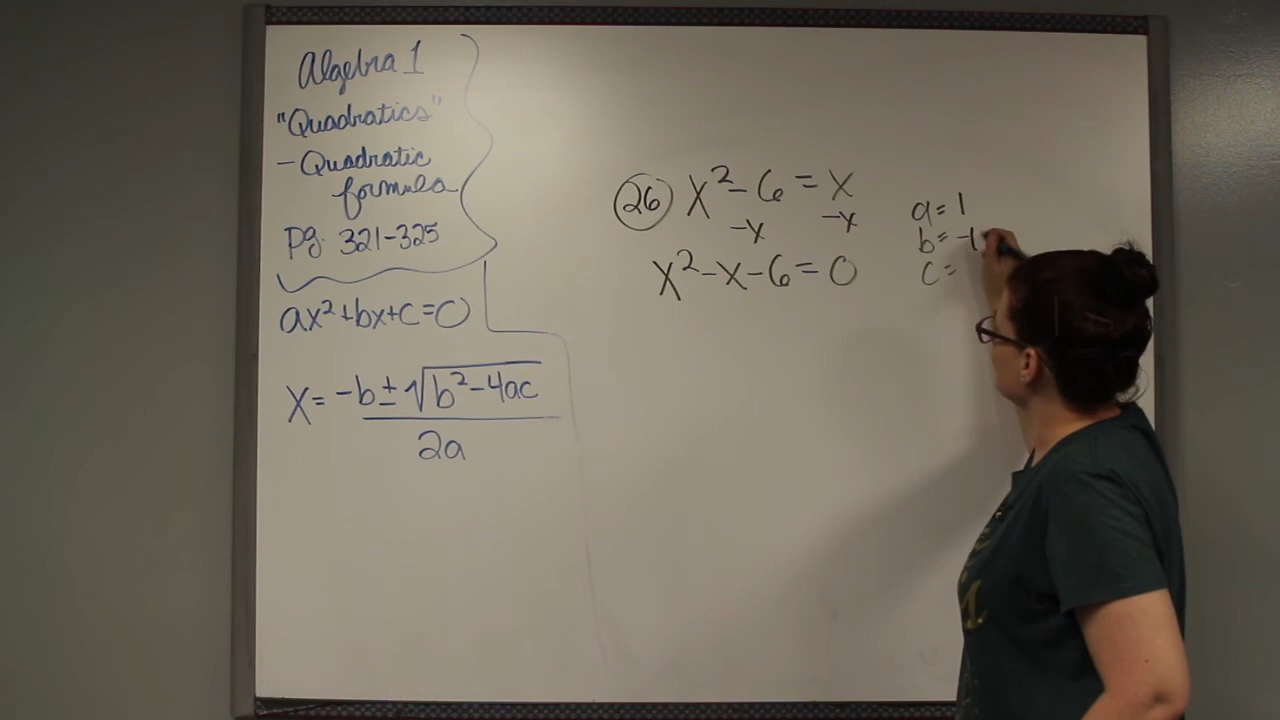 Algebra 1
"Quadratics"
- Quadratic
formula
Pg. 321-325
ax²+bx+c=0
x= -b±√b²-4ac
2a
26 x²-6=x
-x -x
x²-x-6=0
a=1
b=-1
c=